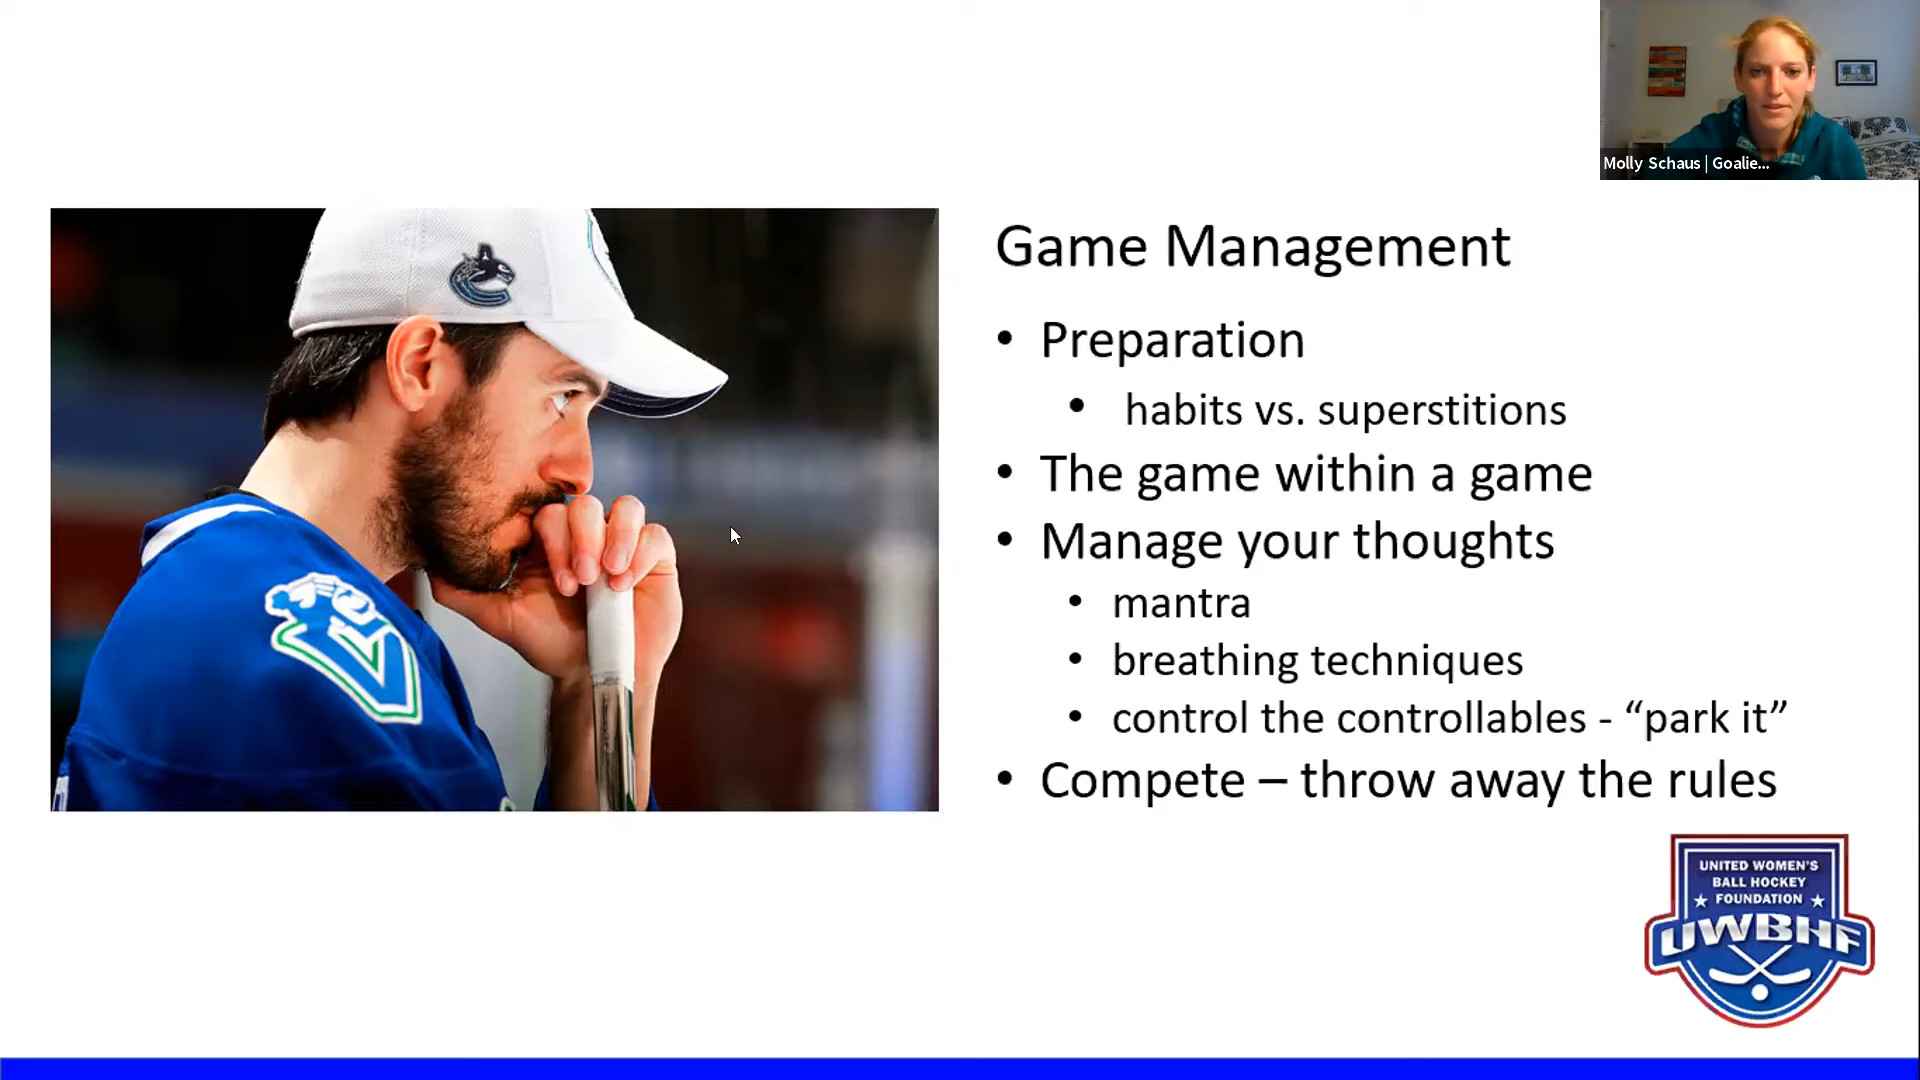 Molly Schaus | Goalie...
Game Management
• Preparation
• habits vs. superstitions
• The game within a game
• Manage your thoughts
• mantra
• breathing techniques
• control the controllables - “park it”
• Compete – throw away the rules
UNITED WOMEN'S
BALL HOCKEY
FOUNDATION
UWBHF